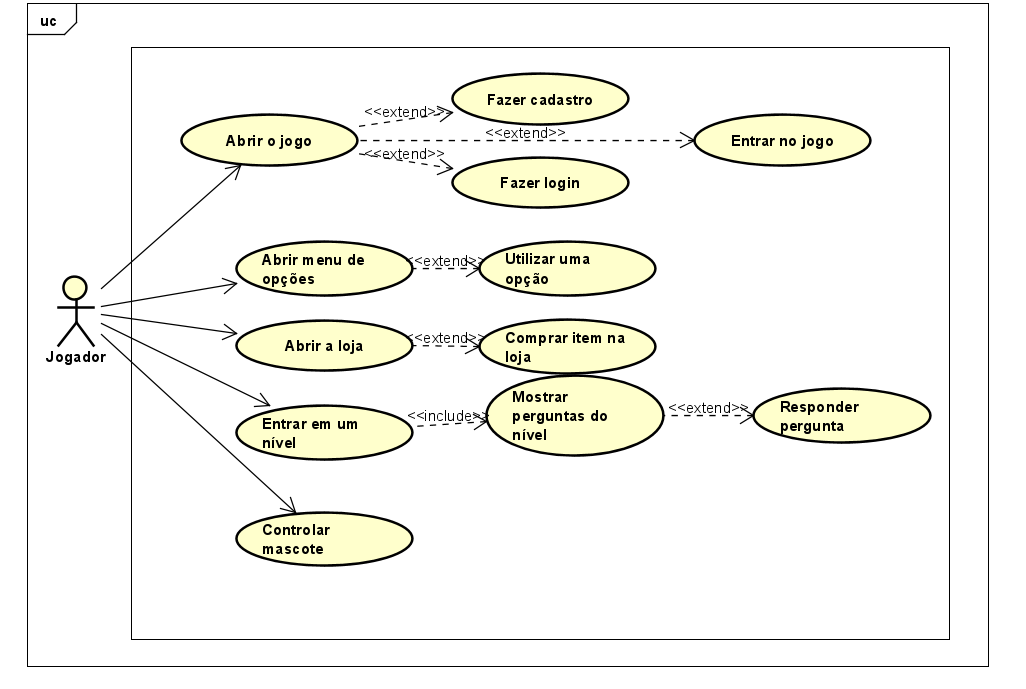 uc
Fazer cadastro
<<extend>>
<<extend>>
Abrir o jogo
Entrar no jogo
<<extend>>
Fazer login
Abrir menu de
opções
<<extend>>
Utilizar uma
opção
Jogador
Abrir a loja
<<extend>>
Comprar item na
loja
Entrar em um
nível
<<include>>
Mostrar
perguntas do
nível
<<extend>>
Responder
pergunta
Controlar
mascote